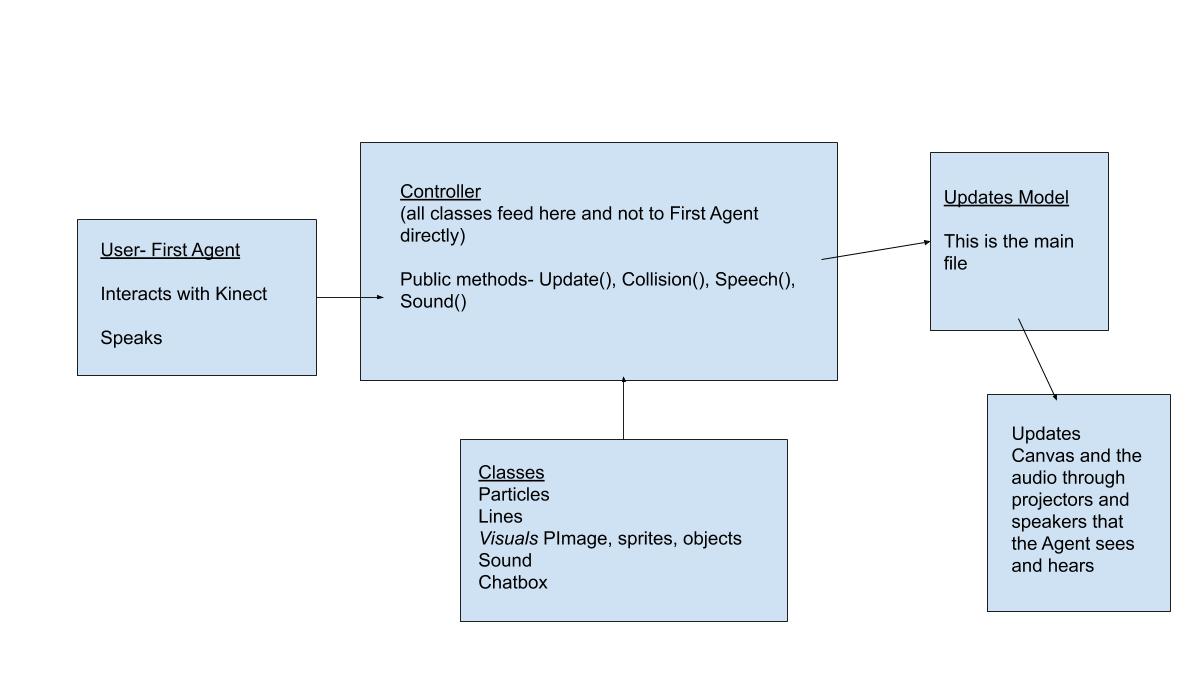 User- First Agent
Interacts with Kinect
Speaks
Controller
(all classes feed here and not to First Agent
directly)
Public methods- Update(), Collision(), Speech(),
Sound()
Updates Model
This is the main
file
Classes
Particles
Lines
Visuals PImage, sprites, objects
Sound
Chatbox
Updates
Canvas and the
audio through
projectors and
speakers that
the Agent sees
and hears